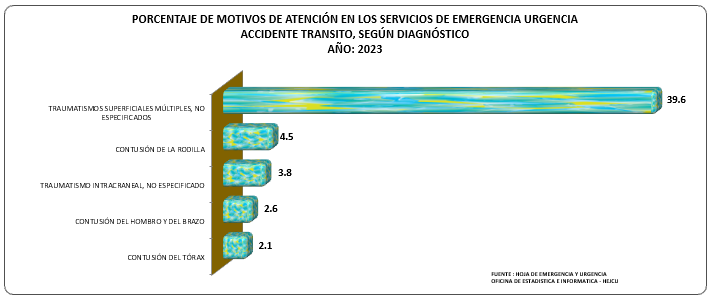 PORCENTAJE DE MOTIVOS DE ATENCIÓN EN LOS SERVICIOS DE EMERGENCIA URGENCIA
ACCIDENTE TRANSITO, SEGÚN DIAGNÓSTICO
AÑO: 2023
TRAUMATISMOS SUPERFICIALES MÚLTIPLES, NO
ESPECIFICADOS
39.6
CONTUSIÓN DE LA RODILLA
4.5
TRAUMATISMO INTRACRANEAL, NO ESPECIFICADO
3.8
CONTUSIÓN DEL HOMBRO Y DEL BRAZO
2.6
CONTUSIÓN DEL TÓRAX
2.1
FUENTE : HOJA DE EMERGENCIA Y URGENCIA
OFICINA DE ESTADISTICA E INFORMATICA - HEJCU